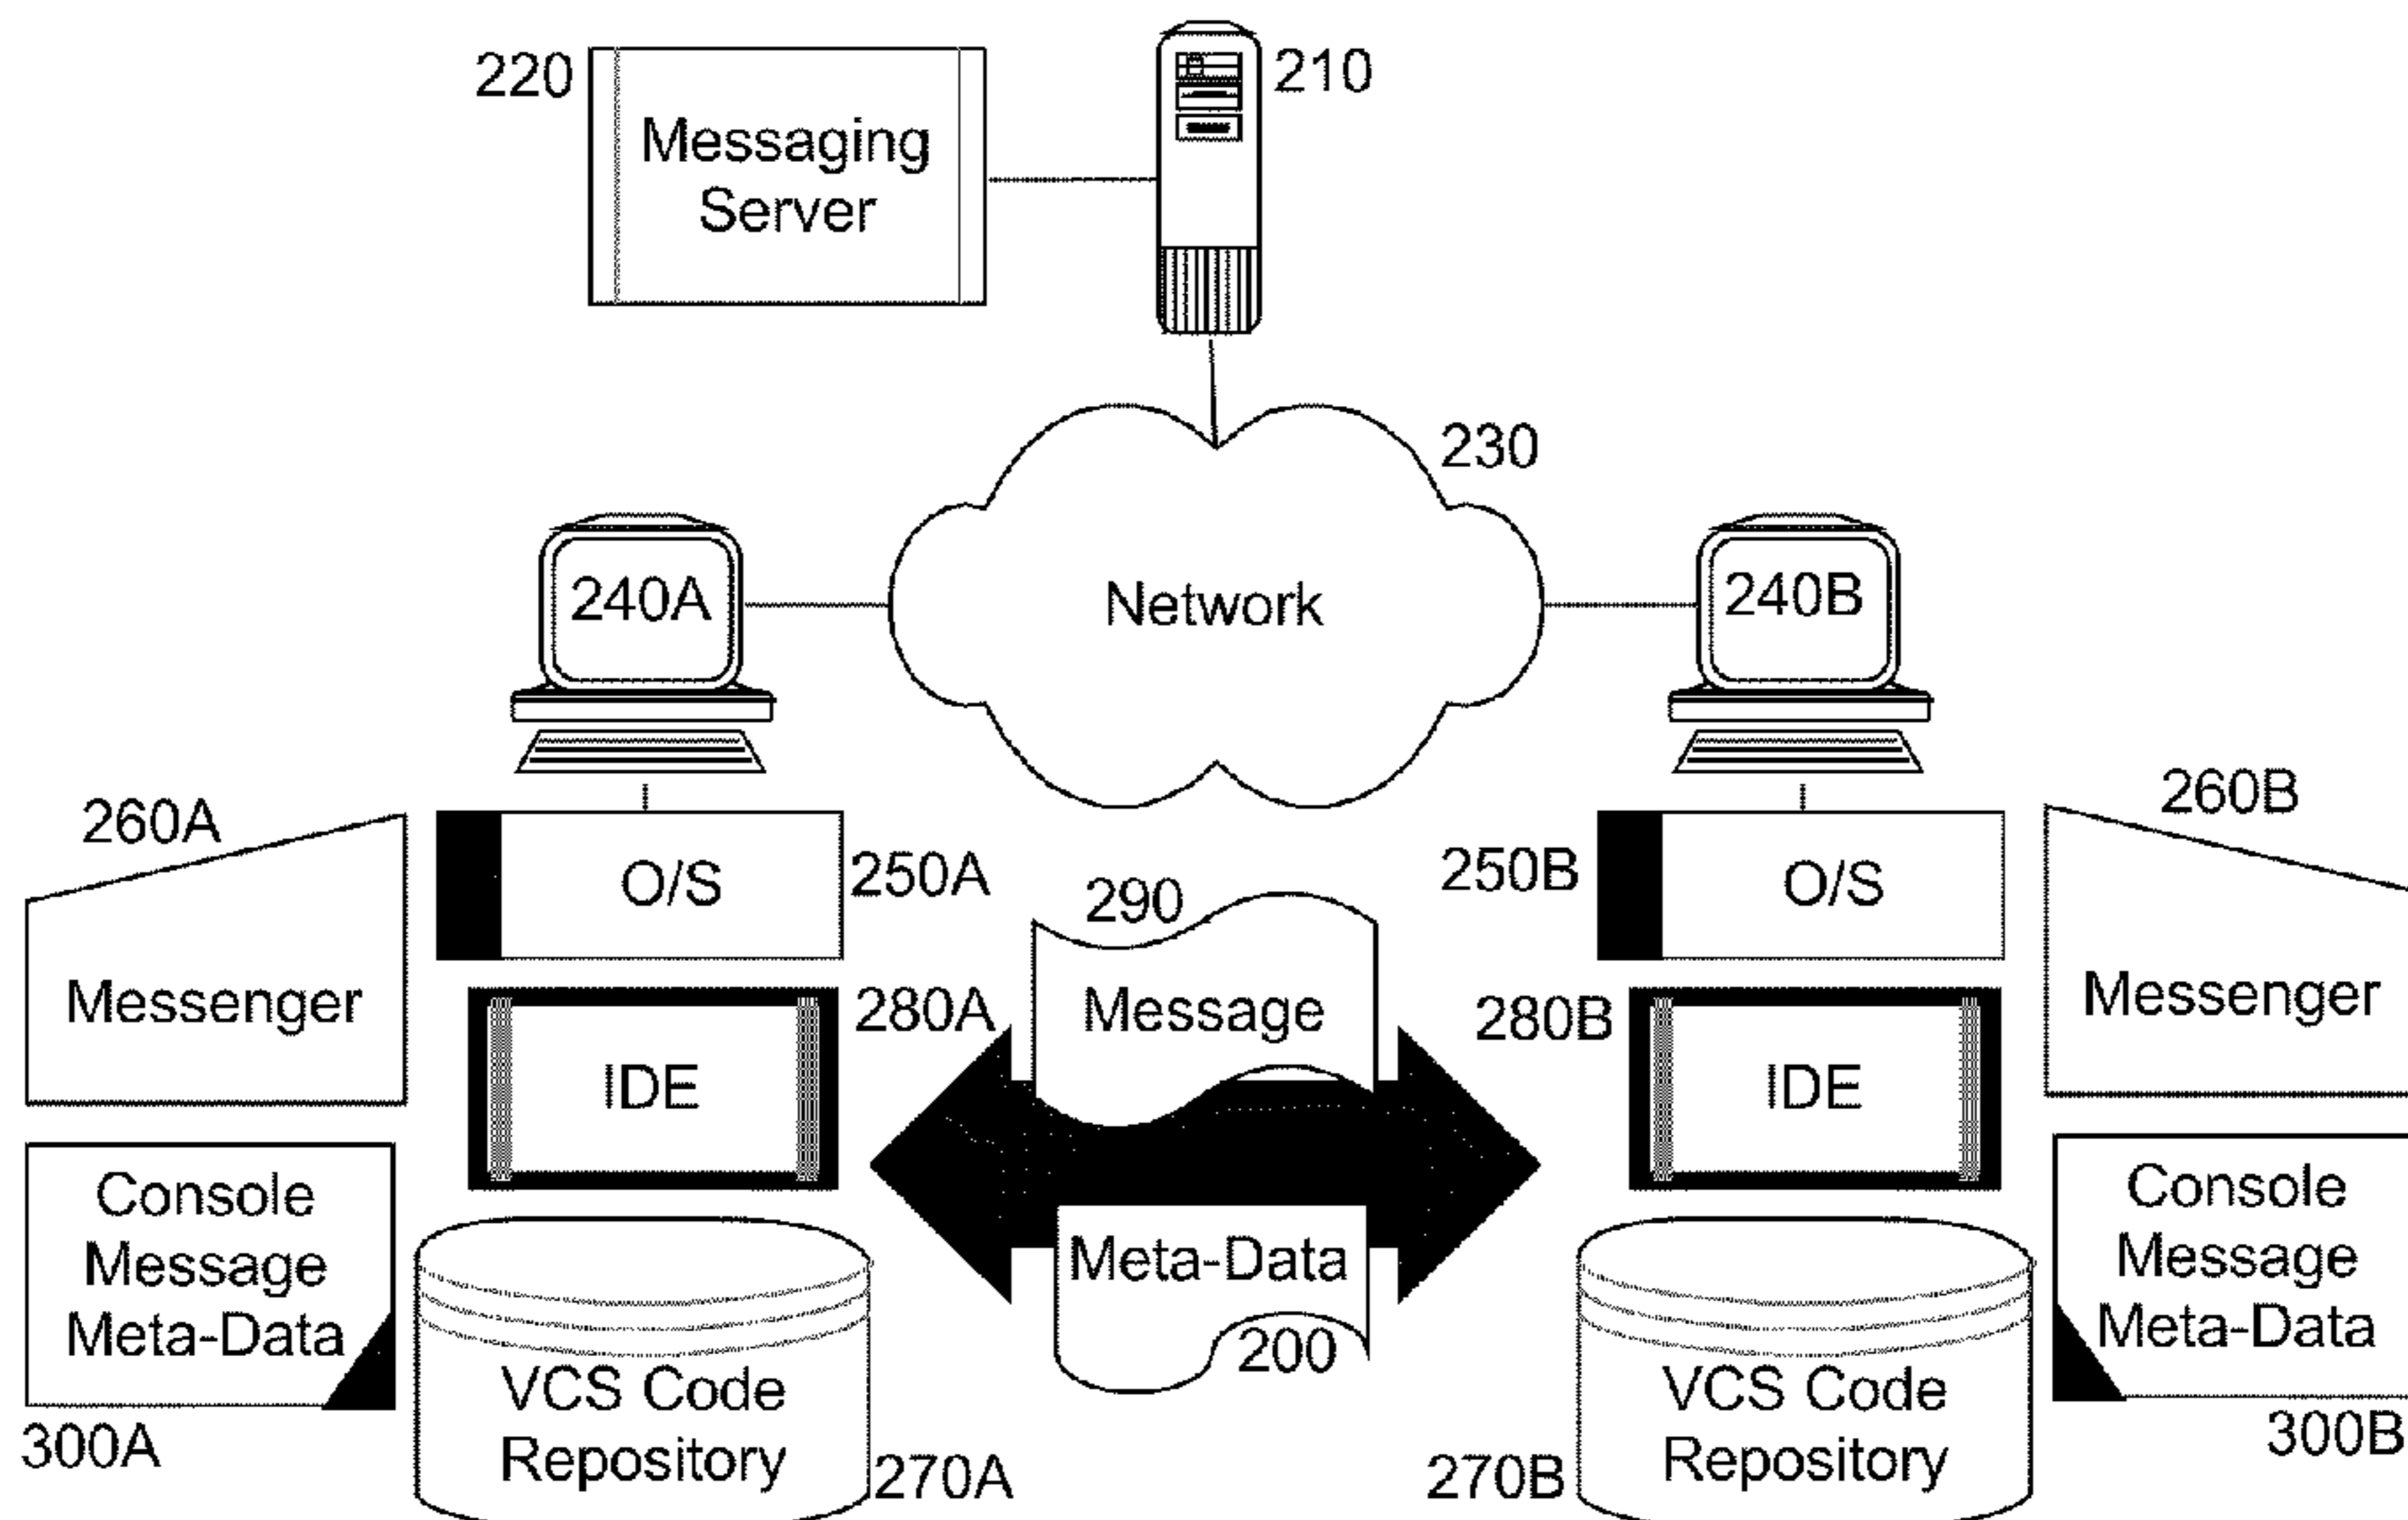 220
Messaging
Server
210
230
Network
240A
240B
260A
Messenger
O/S
250A
280A
IDE
Console
Message
Meta-Data
300A
VCS Code
Repository
270A
290
Message
Meta-Data
200
250B
O/S
260B
Messenger
280B
IDE
Console
Message
Meta-Data
300B
VCS Code
Repository
270B